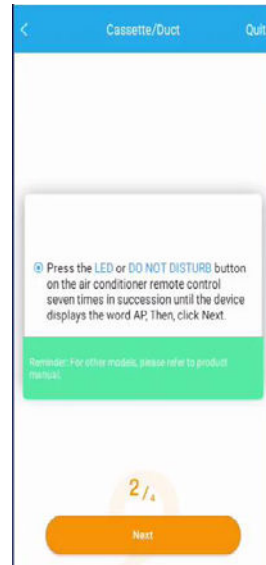 < Cassette/Duct Quit
Press the LED or DO NOT DISTURB button
on the air conditioner remote control
seven times in succession until the device
displays the word AP, Then, click Next.
Reminder: For other models, please refer to product
manual.
2/4
Next